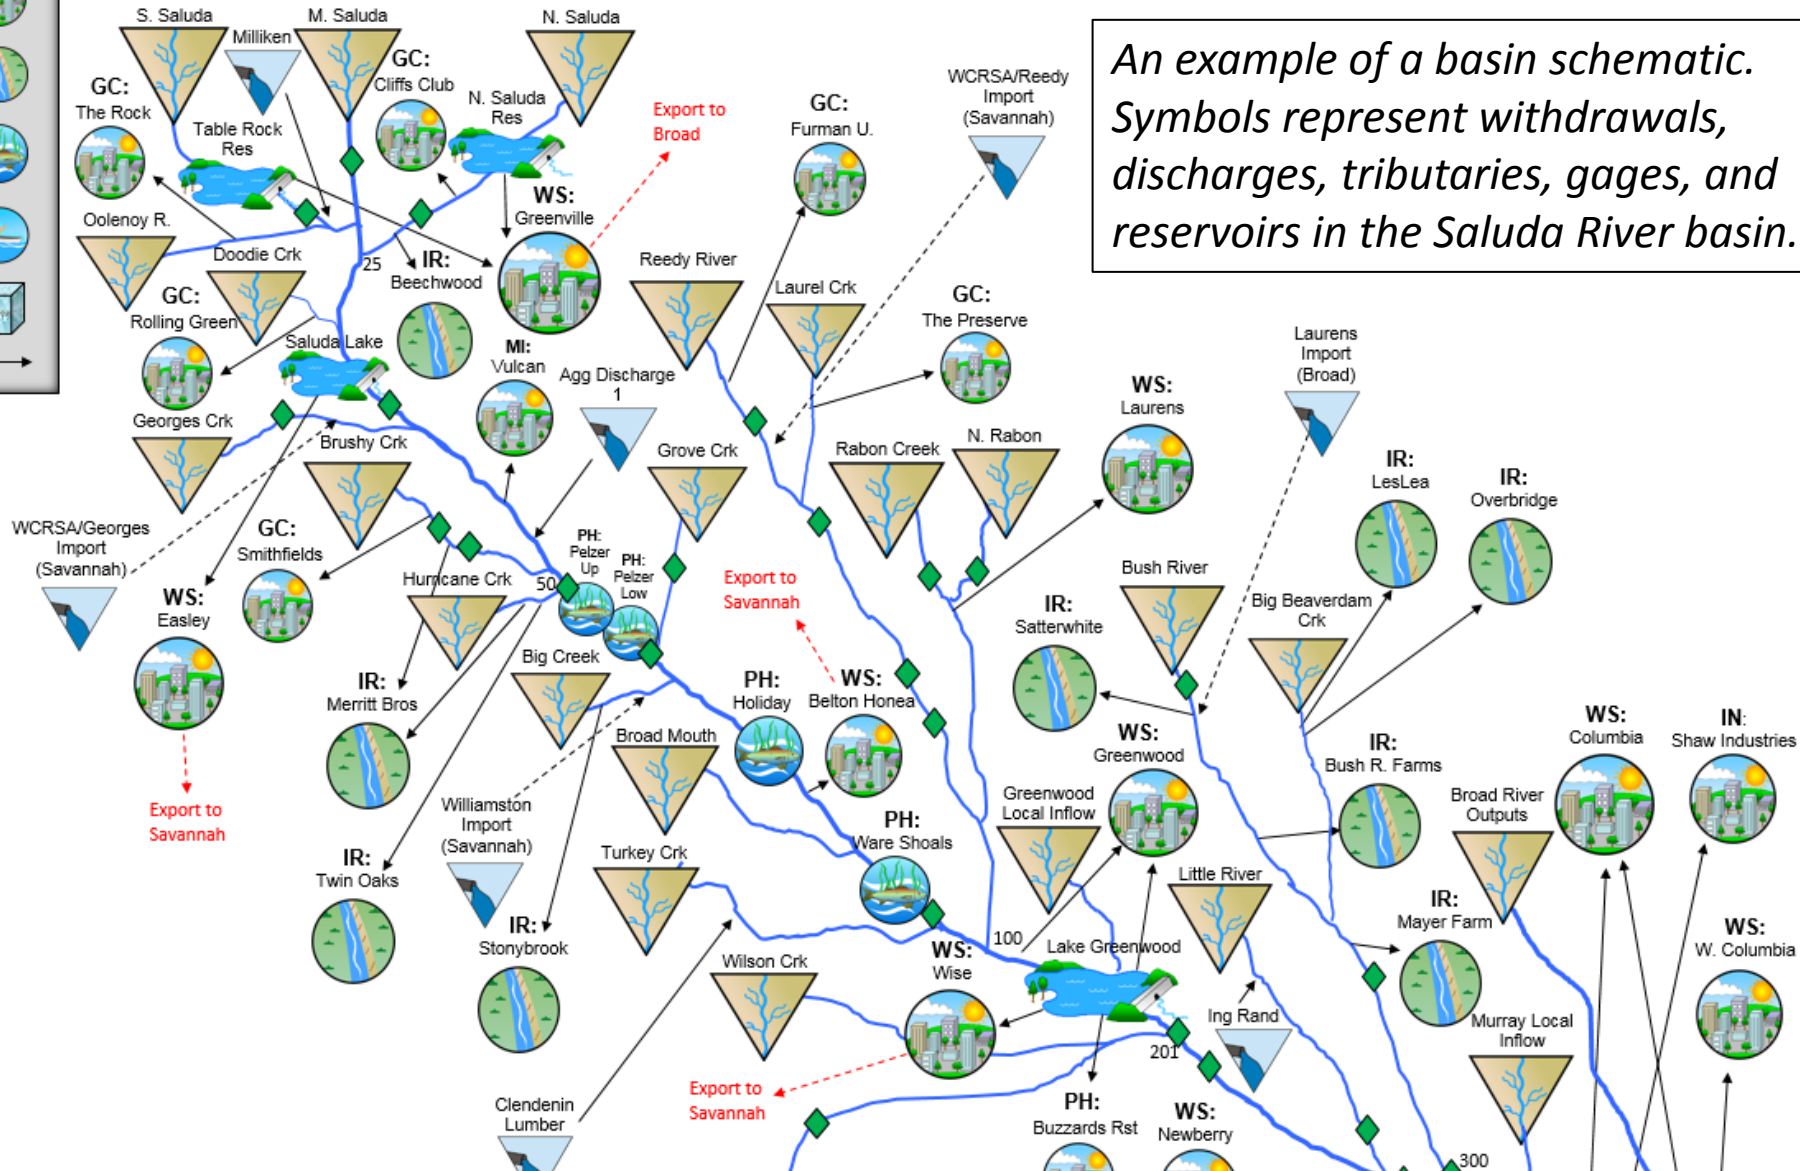 S. Saluda
M. Saluda
N. Saluda
Milliken
GC:
Cliffs Club
GC:
The Rock
N. Saluda
Res
Table Rock
Res
Export to
Broad
GC:
Furman U.
WCRSA/Reedy
Import
(Savannah)
An example of a basin schematic.
Symbols represent withdrawals,
discharges, tributaries, gages, and
reservoirs in the Saluda River basin.
WS:
Greenville
Oolenoy R.
Doodie Crk
25
IR:
Beechwood
Reedy River
Laurel Crk
GC:
The Preserve
GC:
Rolling Green
Saluda Lake
MI:
Vulcan
Agg Discharge
1
Laurens
Import
(Broad)
WS:
Laurens
Georges Crk
Brushy Crk
Grove Crk
Rabon Creek
N. Rabon
IR:
LesLea
IR:
Overbridge
WCRSA/Georges
Import
(Savannah)
GC:
Smithfields
PH:
Pelzer
Up
PH:
Pelzer
Low
Hurricane Crk
50
Export to
Savannah
Bush River
WS:
Easley
IR:
Satterwhite
Big Beaverdam
Crk
Big Creek
IR:
Merritt Bros
PH:
Holiday
WS:
Belton Honea
WS:
Greenwood
WS:
Columbia
IN:
Shaw Industries
Broad Mouth
IR:
Bush R. Farms
Export to
Savannah
Williamston
Import
(Savannah)
Greenwood
Local Inflow
Broad River
Outputs
PH:
Ware Shoals
IR:
Twin Oaks
Turkey Crk
Little River
IR:
Mayer Farm
IR:
Stonybrook
100
Lake Greenwood
WS:
W. Columbia
Wilson Crk
WS:
Wise
Ing Rand
Murray Local
Inflow
201
Export to
Savannah
Clendenin
Lumber
PH:
Buzzards Rst
WS:
Newberry
300